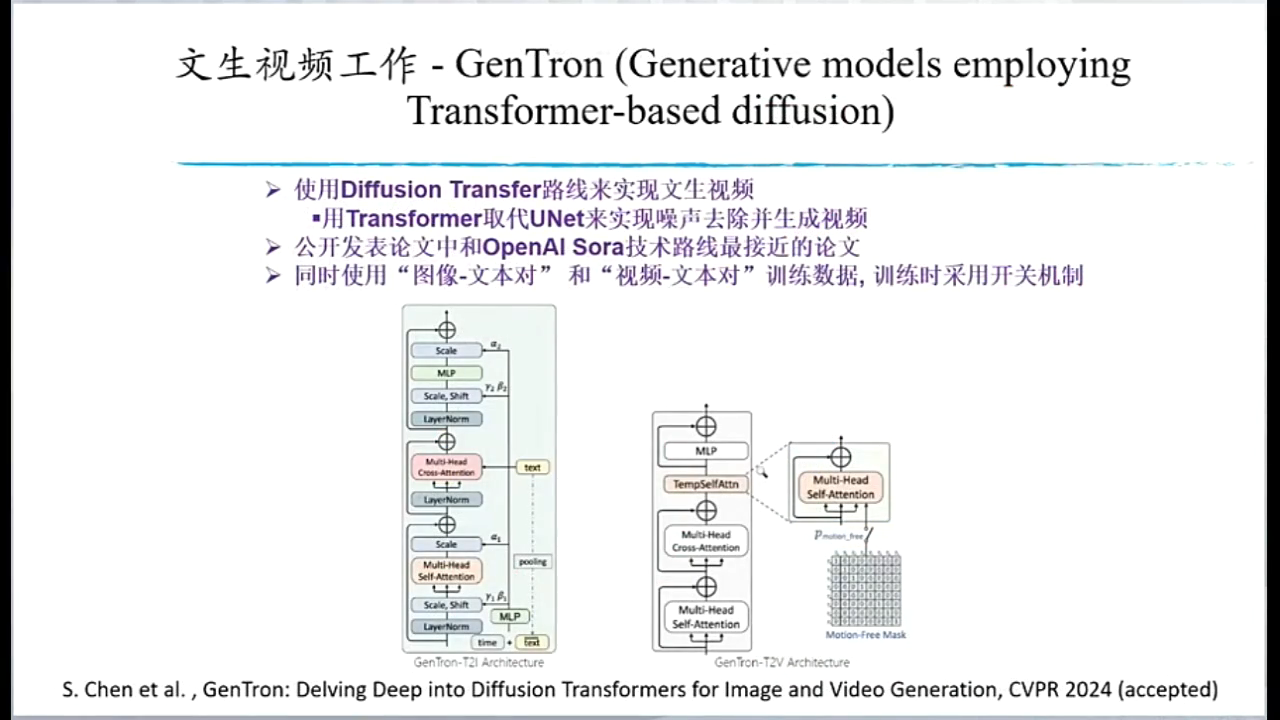 文生视频工作 - GenTron (Generative models employing
Transformer-based diffusion)
➢ 使用Diffusion Transfer路线来实现文生视频
▪用Transformer取代UNet来实现噪声去除并生成视频
➢ 公开发表论文中和OpenAI Sora技术路线最接近的论文
➢ 同时使用“图像-文本对” 和“视频-文本对”训练数据, 训练时采用开关机制
Scale
α₂
MLP
Scale, Shift
γ₂ β₂
LayerNorm
Multi-Head
Cross-Attention
text
LayerNorm
Scale
α₁
Multi-Head
Self-Attention
pooling
Scale, Shift
γ₁ β₁
MLP
LayerNorm
time + text
GenTron-T2I Architecture
MLP
TempSelfAttn
Multi-Head
Cross-Attention
Multi-Head
Self-Attention
Multi-Head
Self-Attention
pmotion_free
Motion-Free Mask
GenTron-T2V Architecture
S. Chen et al. , GenTron: Delving Deep into Diffusion Transformers for Image and Video Generation, CVPR 2024 (accepted)